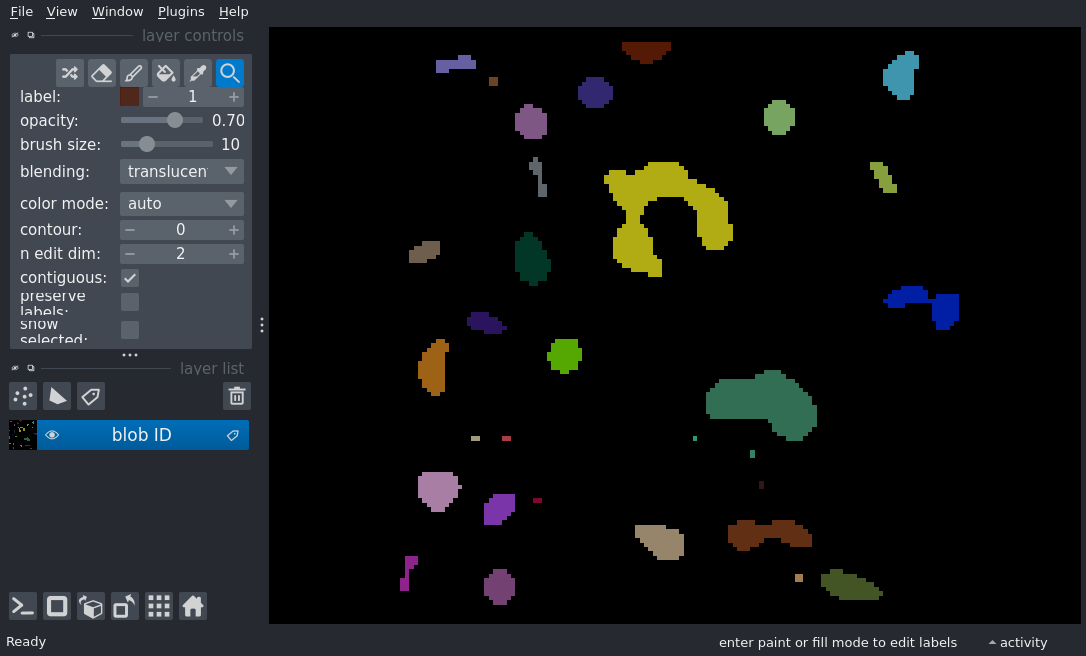 File View Window Plugins Help
layer controls
label: 1
opacity: 0.70
brush size: 10
blending: translucen
color mode: auto
contour: 0
n edit dim: 2
contiguous:
preserve
labels:
show
selected:
layer list
blob ID
Ready
enter paint or fill mode to edit labels
activity